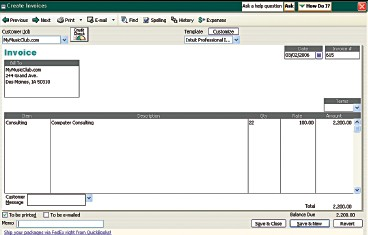 Create Invoices
Ask a help question Ask How Do I?
Previous Next Print E-mail Find Spelling History Expenses
Customer:Job
Credit Check
Template Customize
MyMusicClub.com
Intuit Professional I...
Invoice
Date Invoice #
03/02/2006 615
Bill To
MyMusicClub.com
244 Grand Ave.
Des Moines, IA 50310
Terms
Item Description Qty Rate Amount
Consulting Computer Consulting 22 100.00 2,200.00
Customer Message
Total 2,200.00
To be printed To be e-mailed
Balance Due 2,200.00
Memo
Save & Close Save & New Revert
Ship your packages via FedEx right from QuickBooks!